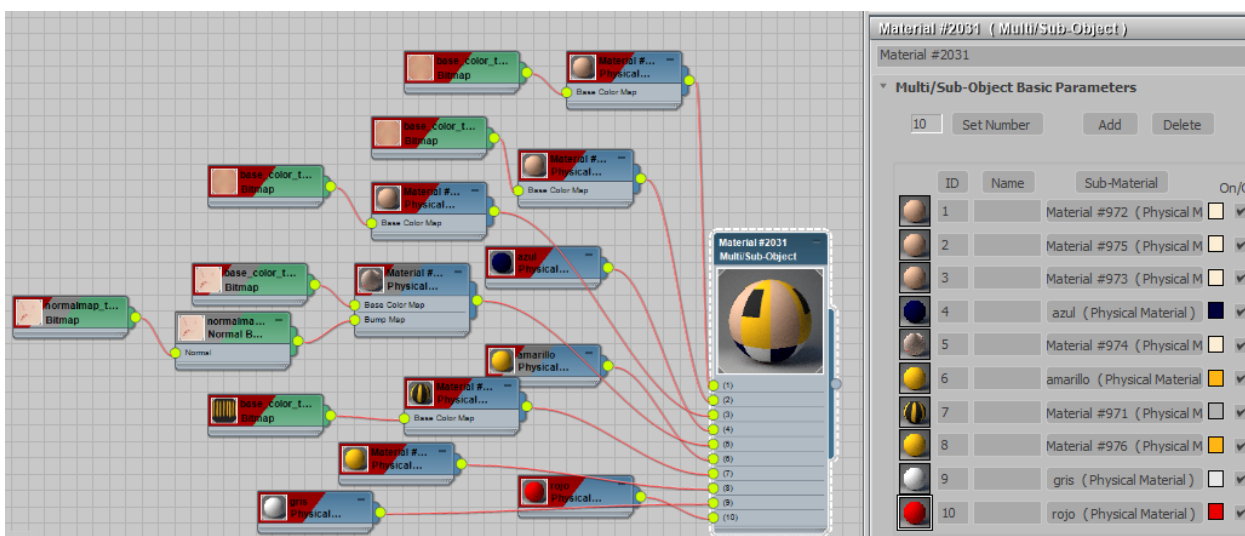 base_color_t...
Bitmap
Material #...
Physical...
Base Color Map
base_color_t...
Bitmap
Material #...
Physical...
Base Color Map
base_color_t...
Bitmap
Material #...
Physical...
Base Color Map
azul
Physical...
base_color_t...
Bitmap
Material #...
Physical...
Base Color Map
Bump Map
normalmap_t...
Bitmap
normalma...
Normal B...
Normal
amarillo
Physical...
Material #...
Physical...
Base Color Map
base_color_t...
Bitmap
Material #...
Physical...
rojo
Physical...
gris
Physical...
Material #2031
Multi/Sub-Object
(1)
(2)
(3)
(4)
(5)
(6)
(7)
(8)
(9)
(10)
Material #2031 ( Multi/Sub-Object )
Material #2031
Multi/Sub-Object Basic Parameters
10 Set Number Add Delete
ID Name Sub-Material On/
1 Material #972 ( Physical M
2 Material #975 ( Physical M
3 Material #973 ( Physical M
4 azul ( Physical Material )
5 Material #974 ( Physical M
6 amarillo ( Physical Material
7 Material #971 ( Physical M
8 Material #976 ( Physical M
9 gris ( Physical Material )
10 rojo ( Physical Material )